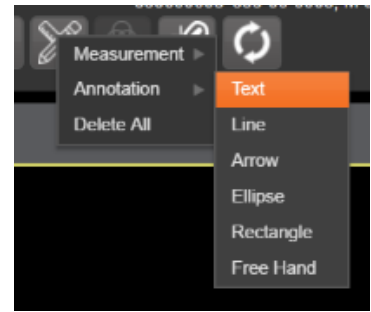 Measurement
Annotation
Delete All
Text
Line
Arrow
Ellipse
Rectangle
Free Hand